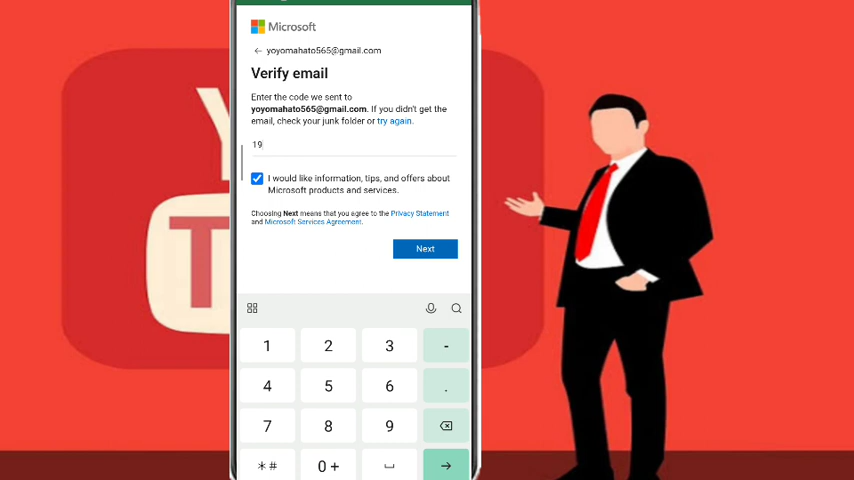 Microsoft
← yoyomahato565@gmail.com
Verify email
Enter the code we sent to
yoyomahato565@gmail.com. If you didn't get the
email, check your junk folder or try again.
19
I would like information, tips, and offers about
Microsoft products and services.
Choosing Next means that you agree to the Privacy Statement
and Microsoft Services Agreement.
Next
1 2 3 -
4 5 6 .
7 8 9
*# 0+